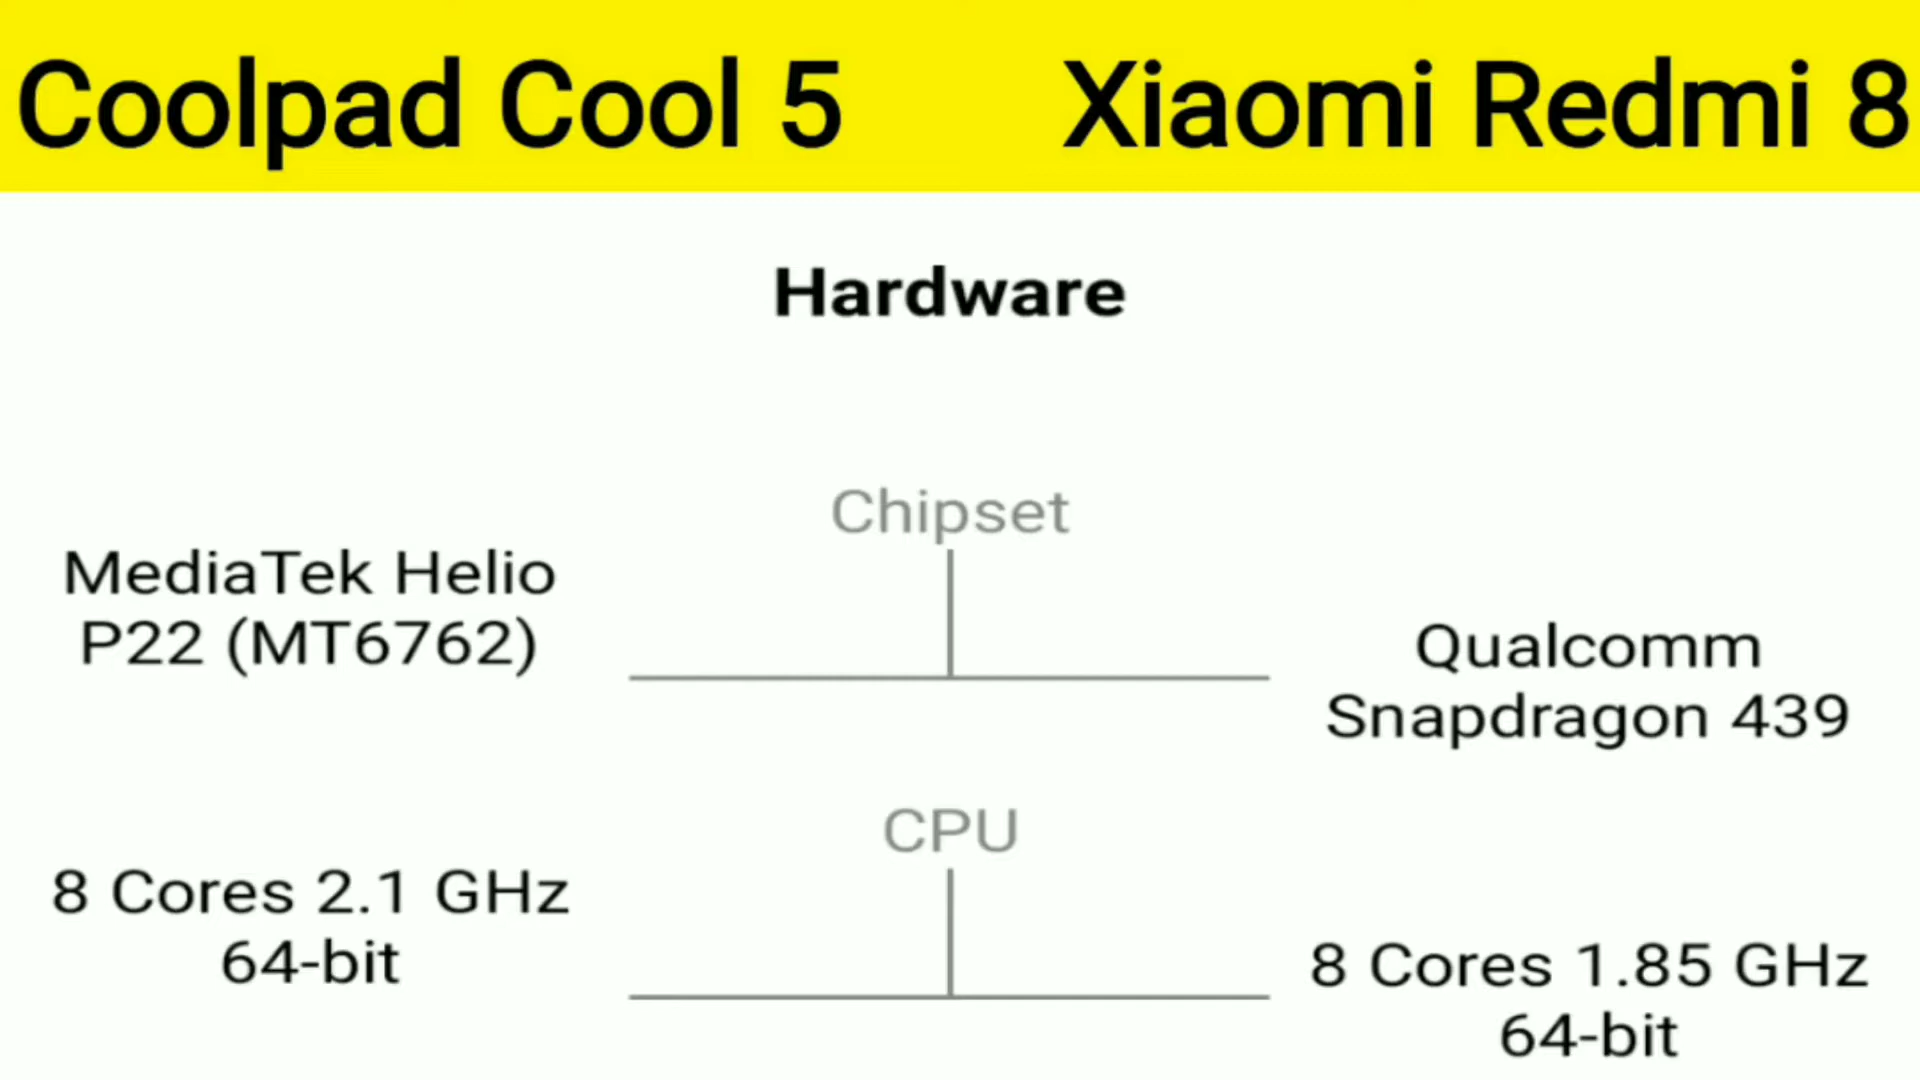 Coolpad Cool 5 Xiaomi Redmi 8
Hardware
Chipset
MediaTek Helio
P22 (MT6762)
Qualcomm
Snapdragon 439
CPU
8 Cores 2.1 GHz
64-bit
8 Cores 1.85 GHz
64-bit